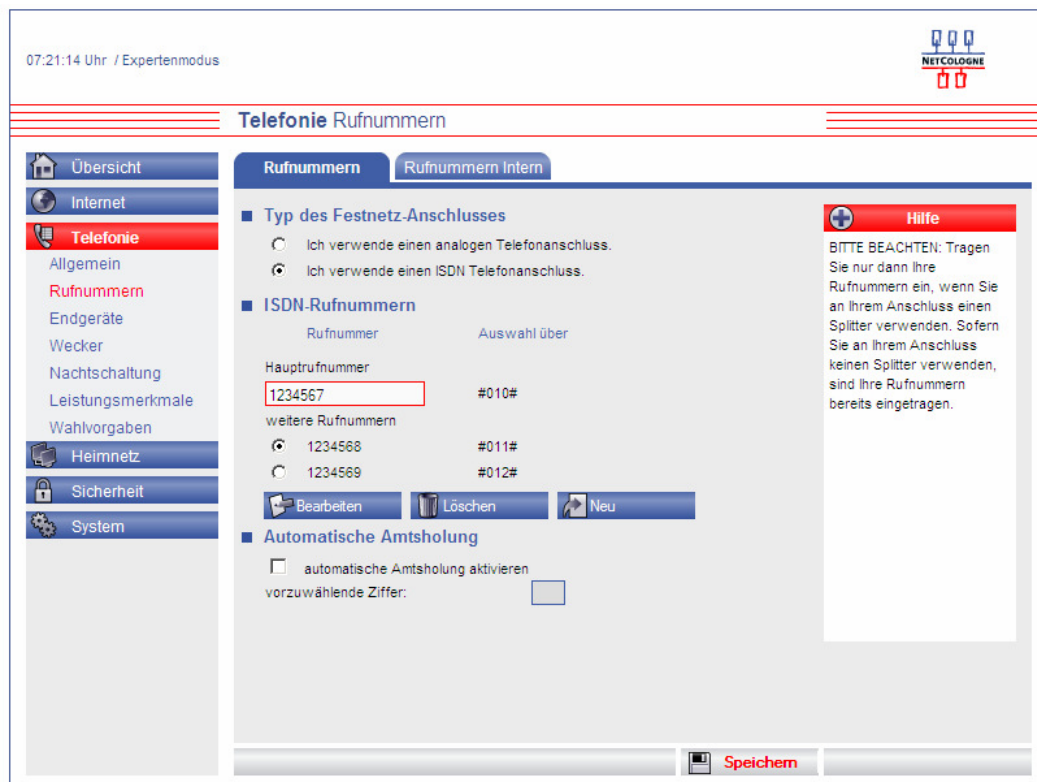 07:21:14 Uhr / Expertenmodus
NETCOLOGNE
Telefonie Rufnummern
Übersicht
Internet
Telefonie
Allgemein
Rufnummern
Endgeräte
Wecker
Nachtschaltung
Leistungsmerkmale
Wahlvorgaben
Heimnetz
Sicherheit
System
Rufnummern
Rufnummern Intern
Typ des Festnetz-Anschlusses
Ich verwende einen analogen Telefonanschluss.
Ich verwende einen ISDN Telefonanschluss.
ISDN-Rufnummern
Rufnummer Auswahl über
Hauptrufnummer
1234567 #010#
weitere Rufnummern
1234568 #011#
1234569 #012#
Bearbeiten Löschen Neu
Automatische Amtsholung
automatische Amtsholung aktivieren
vorzuwählende Ziffer:
Hilfe
BITTE BEACHTEN: Tragen
Sie nur dann Ihre
Rufnummern ein, wenn Sie
an Ihrem Anschluss einen
Splitter verwenden. Sofern
Sie an Ihrem Anschluss
keinen Splitter verwenden,
sind Ihre Rufnummern
bereits eingetragen.
Speichern